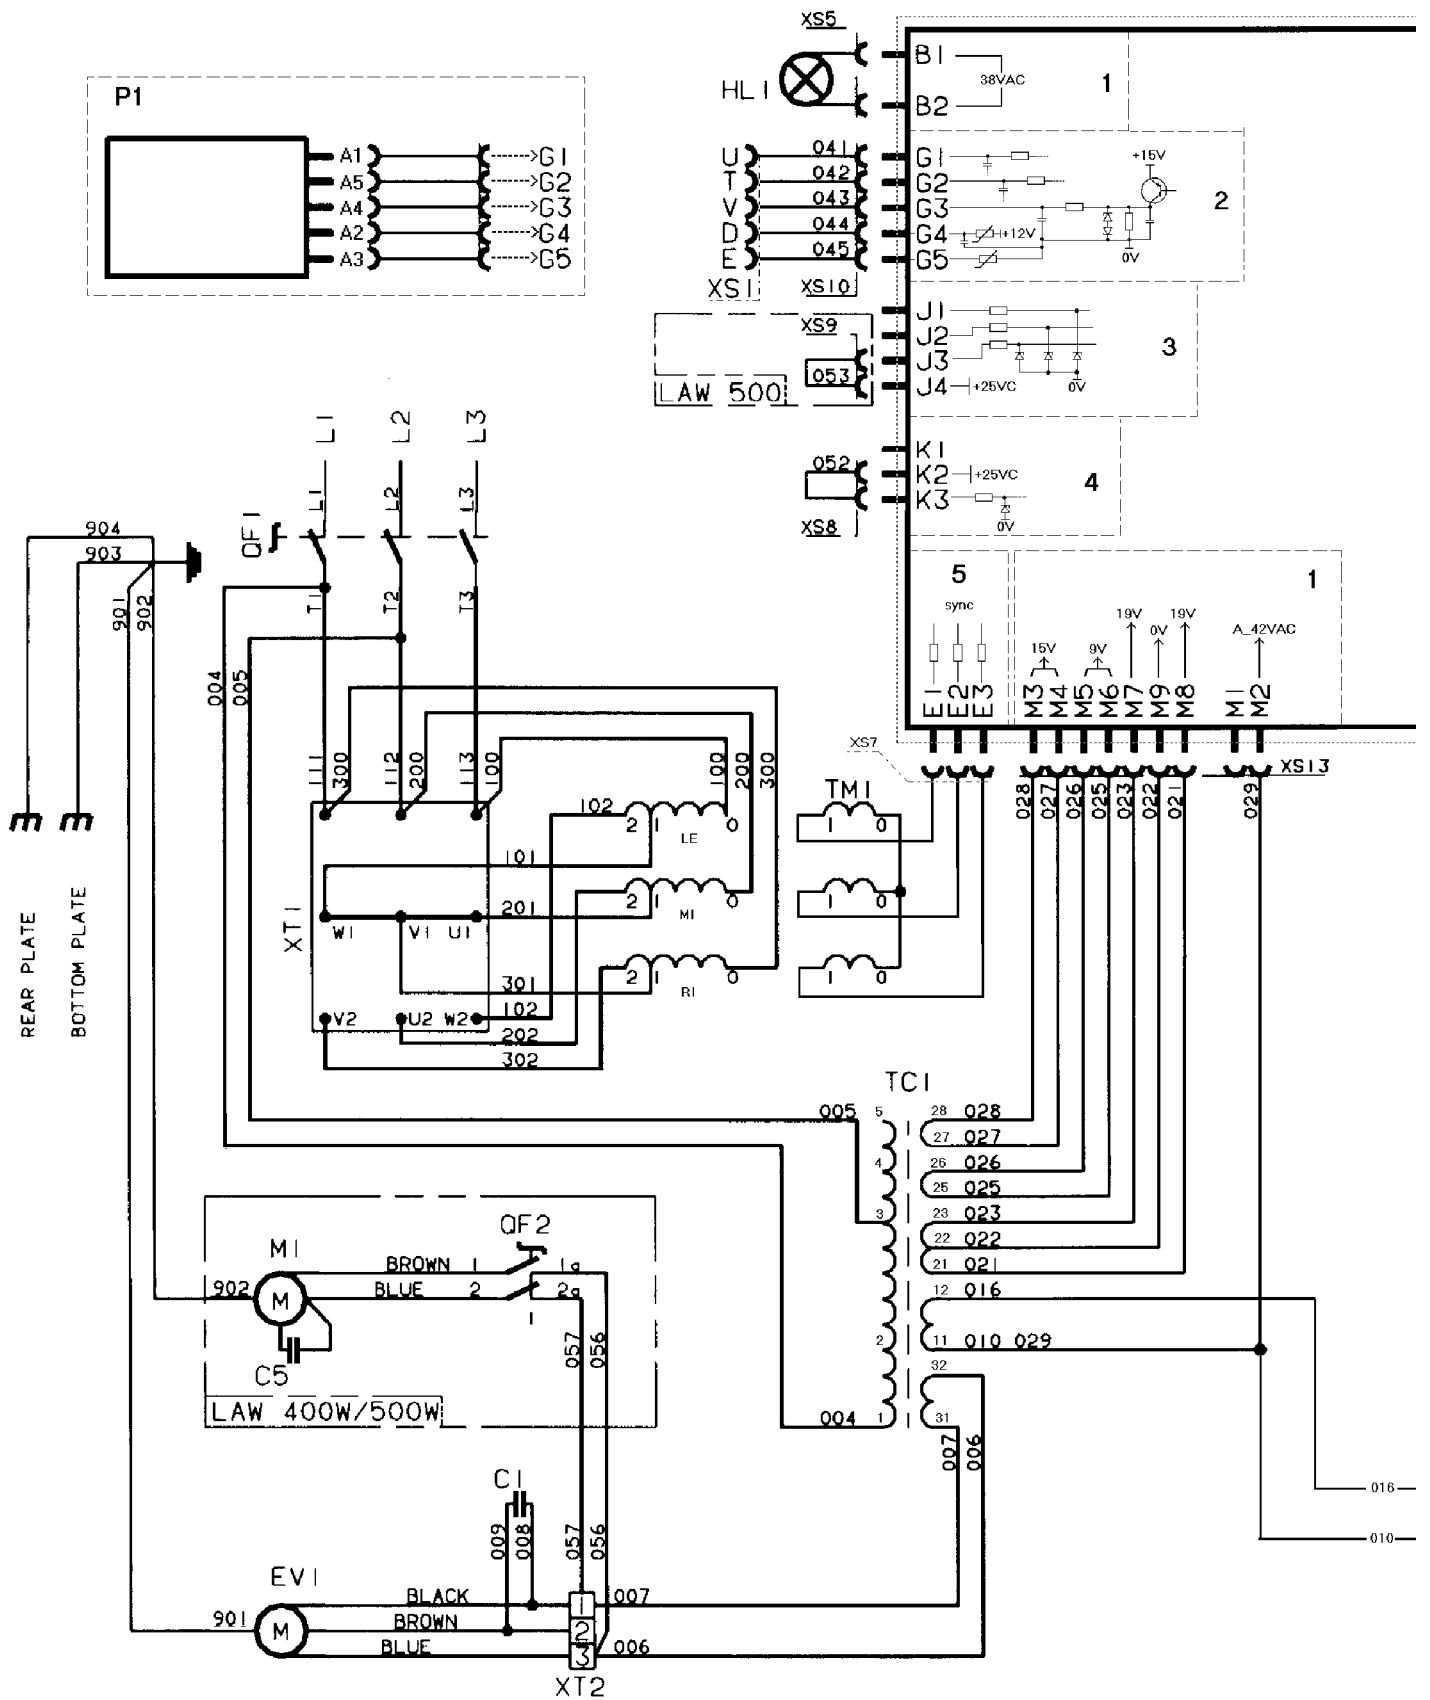 P1
A1 G1
A5 G2
A4 G3
A2 G4
A3 G5
XS5
HL1
B1
38VAC
B2
1
U 041 G1
T 042 G2
V 043 G3
D 044 G4
E 045 G5
XS1 XS10
+15V
+12V
0V
2
XS9
053
LAW 500
J1
J2
J3
J4 +25VC
0V
3
052
XS8
K1
K2 +25VC
K3
0V
4
L1 L2 L3
L1 L2 L3
QF1
T1 T2 T3
904
903
901
902
004
005
REAR PLATE
BOTTOM PLATE
5
sync
1
15V 9V 19V 0V 19V A_42VAC
E1 E2 E3 M3 M4 M5 M6 M7 M9 M8 M1 M2
XS7
XS13
028 027 026 025 023 022 021 029
111 300 112 200 113 100
100 200 300
XT1
102
2 1 0
LE
101
2 1 0
MI
201
W1 V1 U1
2 1 0
RI
301
102
V2 U2 W2
202
302
TM1
1 0
1 0
1 0
TC1
005 5 28 028
27 027
4 26 026
25 025
3 23 023
22 022
21 021
12 016
2 11 010 029
32
004 1 31
007 006
M1
QF2
902 M
BROWN 1 1g
BLUE 2 2g
1
C5
057 056
LAW 400W/500W
C1
009 008 057 056
EV1
901 M
BLACK 1 007
BROWN 2
BLUE 3 006
XT2
016
010